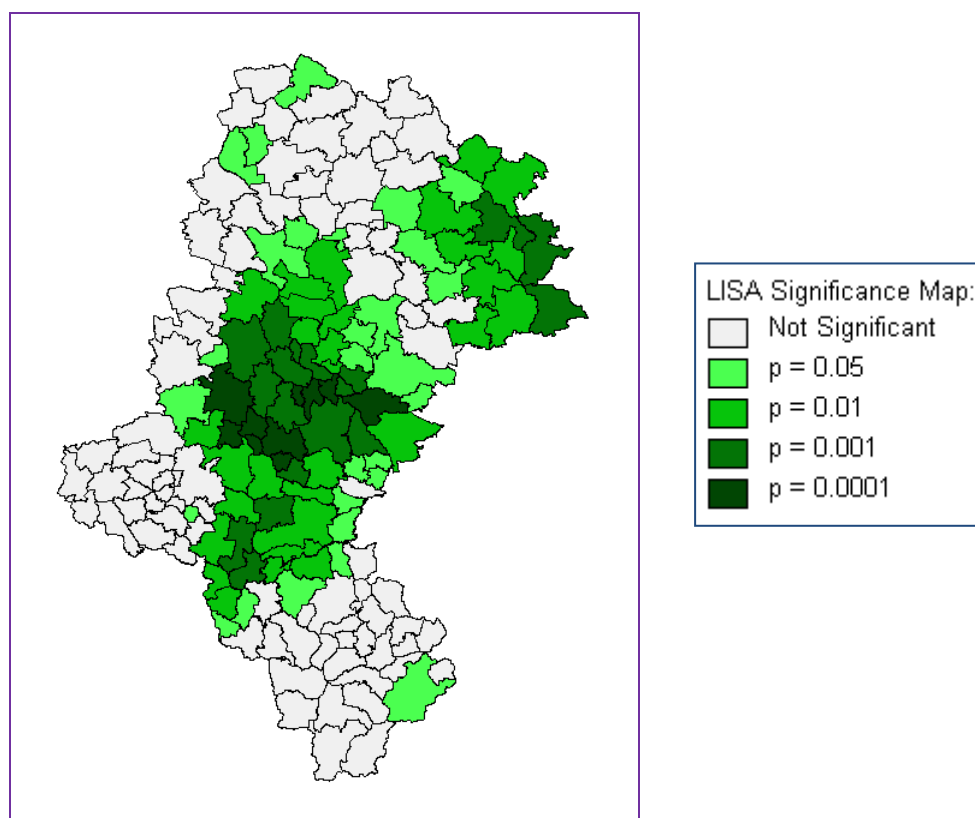 LISA Significance Map:
Not Significant
p = 0.05
p = 0.01
p = 0.001
p = 0.0001